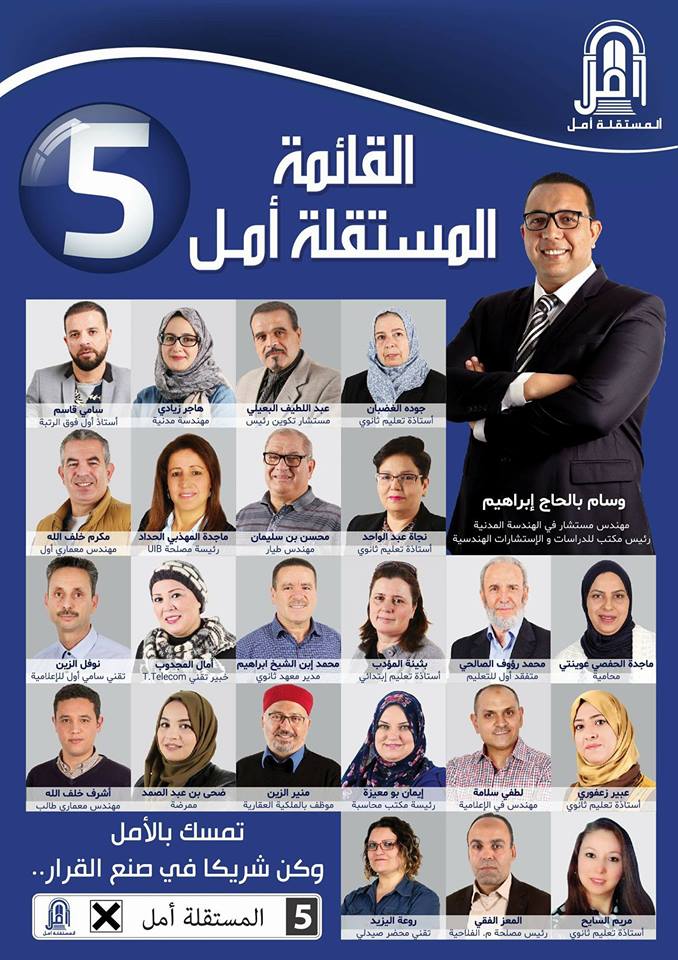 أمل
المستقلة أمل
5
القائمة
المستقلة أمل
وسام بالحاج إبراهيم
مهندس مستشار في الهندسة المدنية
رئيس مكتب للدراسات و الإستشارات الهندسية
جوده الغضبان
أستاذة تعليم ثانوي
عبد اللطيف البعيلي
مستشار تكوين رئيس
هاجر زيادي
مهندسة مدنية
سامي قاسم
أستاذ أول فوق الرتبة
نجاة عبد الواحد
أستاذة تعليم ثانوي
محسن بن سليمان
مهندس طيار
ماجدة المهذبي الحداد
رئيسة مصلحة UIB
مكرم خلف الله
مهندس معماري أول
ماجدة الحفصي عوينتي
محامية
محمد رؤوف الصالحي
متفقد أول للتعليم
بثينة المؤدب
أستاذة تعليم إبتدائي
محمد إبن الشيخ ابراهيم
مدير معهد ثانوي
أمال المجدوب
خبير تقني T.Telecom
نوفل الزين
تقني سامي أول للإعلامية
عبير زعفوري
أستاذة تعليم ثانوي
لطفي سلامة
مهندس في الإعلامية
إيمان بو معيزة
رئيسة مكتب محاسبة
منير الزين
موظف بالملكية العقارية
ضحى بن عبد الصمد
ممرضة
أشرف خلف الله
مهندس معماري طالب
مريم السايح
أستاذة تعليم ثانوي
المعز الفقي
رئيس مصلحة م. الفلاحية
روعة اليزيد
تقني محضر صيدلي
تمسك بالأمل
وكن شريكا في صنع القرار..
5 المستقلة أمل
أمل
المستقلة أمل